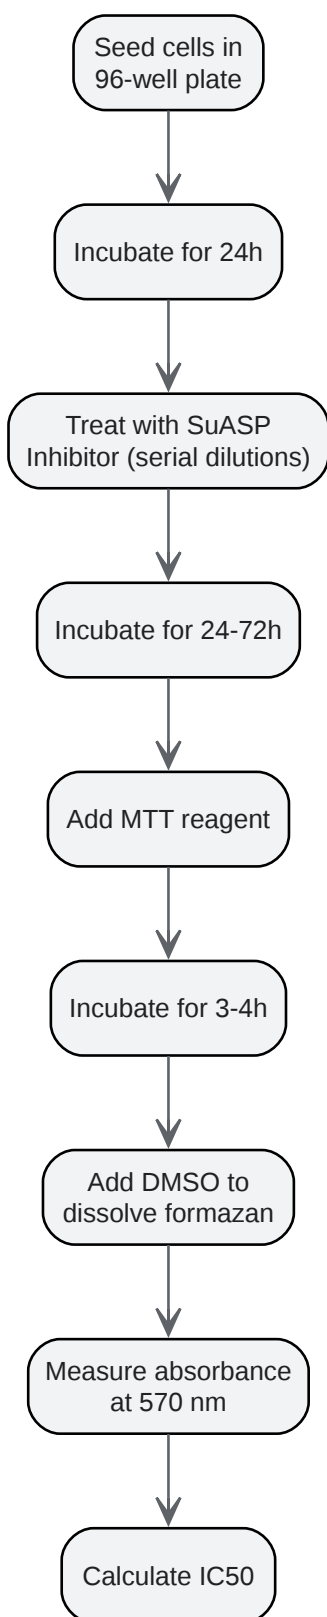 Seed cells in
96-well plate
Incubate for 24h
Treat with SuASP
Inhibitor (serial dilutions)
Incubate for 24-72h
Add MTT reagent
Incubate for 3-4h
Add DMSO to
dissolve formazan
Measure absorbance
at 570 nm
Calculate IC50